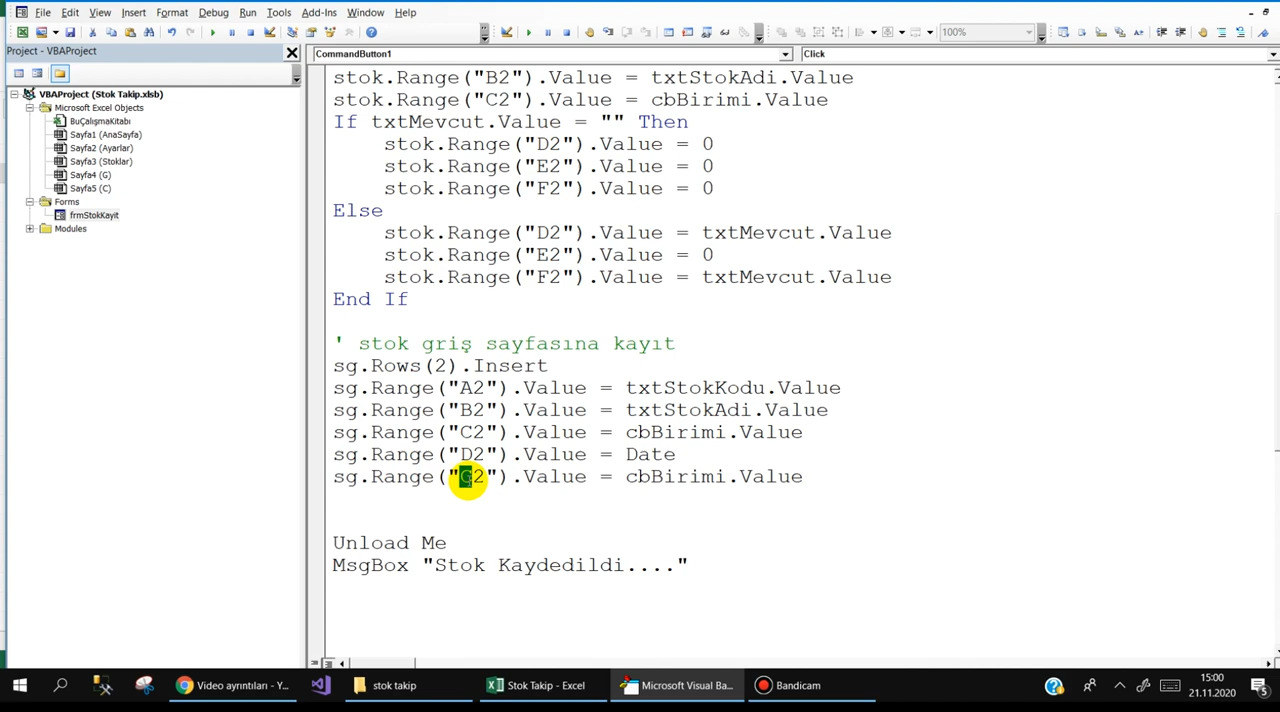 File Edit View Insert Format Debug Run Tools Add-Ins Window Help
100%
Project - VBAProject
CommandButton1
Click
VBAProject (Stok Takip.xlsb)
Microsoft Excel Objects
BuÇalışmaKitabı
Sayfa1 (AnaSayfa)
Sayfa2 (Ayarlar)
Sayfa3 (Stoklar)
Sayfa4 (G)
Sayfa5 (C)
Forms
frmStokKayit
Modules
stok.Range("B2").Value = txtStokAdi.Value
stok.Range("C2").Value = cbBirimi.Value
If txtMevcut.Value = "" Then
stok.Range("D2").Value = 0
stok.Range("E2").Value = 0
stok.Range("F2").Value = 0
Else
stok.Range("D2").Value = txtMevcut.Value
stok.Range("E2").Value = 0
stok.Range("F2").Value = txtMevcut.Value
End If
' stok griş sayfasına kayıt
sg.Rows(2).Insert
sg.Range("A2").Value = txtStokKodu.Value
sg.Range("B2").Value = txtStokAdi.Value
sg.Range("C2").Value = cbBirimi.Value
sg.Range("D2").Value = Date
sg.Range("G2").Value = cbBirimi.Value
Unload Me
MsgBox "Stok Kaydedildi...."
Video ayrıntıları - Y...
stok takip
Stok Takip - Excel
Microsoft Visual Ba...
Bandicam
15:00
21.11.2020
5